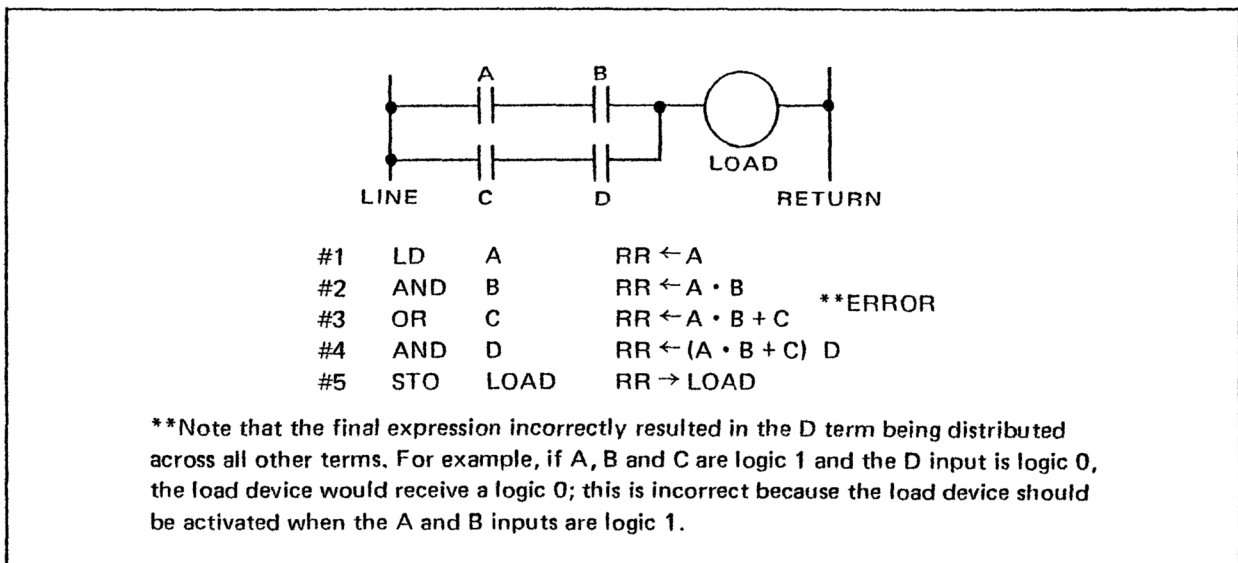 A B
LOAD
LINE C D RETURN
#1 LD A RR ← A
#2 AND B RR ← A • B
**ERROR
#3 OR C RR ← A • B + C
#4 AND D RR ← (A • B + C) D
#5 STO LOAD RR → LOAD
**Note that the final expression incorrectly resulted in the D term being distributed
across all other terms. For example, if A, B and C are logic 1 and the D input is logic 0,
the load device would receive a logic 0; this is incorrect because the load device should
be activated when the A and B inputs are logic 1.